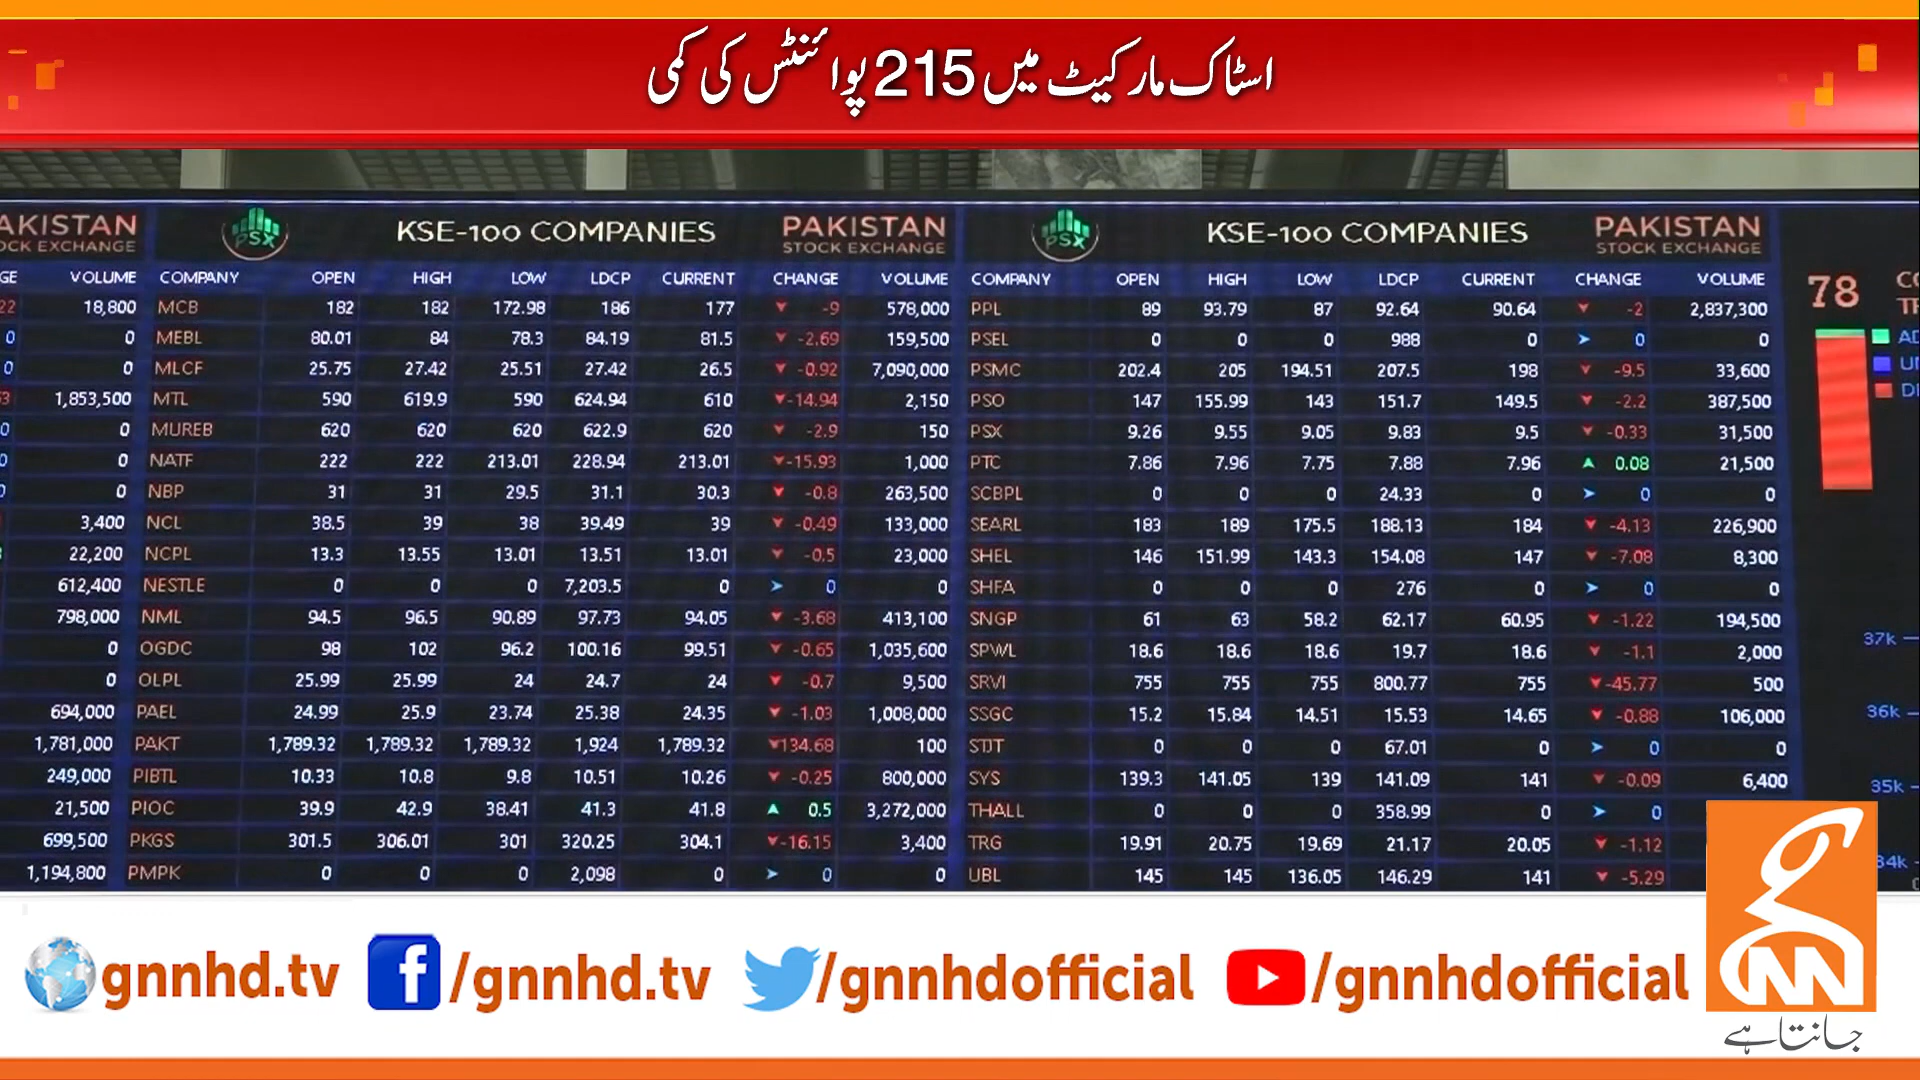 اسٹاک مارکیٹ میں 215 پوائنٹس کی کمی
AKISTAN PSX KSE-100 COMPANIES PAKISTAN PSX KSE-100 COMPANIES PAKISTAN
OCK EXCHANGE STOCK EXCHANGE STOCK EXCHANGE
GE VOLUME COMPANY OPEN HIGH LOW LDCP CURRENT CHANGE VOLUME COMPANY OPEN HIGH LOW LDCP CURRENT CHANGE VOLUME 78
22 18,800 MCB 182 182 172.98 186 177 -9 578,000 PPL 89 93.79 87 92.64 90.64 -2 2,837,300
0 0 MEBL 80.01 84 78.3 84.19 81.5 -2.69 159,500 PSEL 0 0 0 988 0 0 0
0 0 MLCF 25.75 27.42 25.51 27.42 26.5 -0.92 7,090,000 PSMC 202.4 205 194.51 207.5 198 -9.5 33,600
1,853,500 MTL 590 619.9 590 624.94 610 -14.94 2,150 PSO 147 155.99 143 151.7 149.5 -2.2 387,500
0 0 MUREB 620 620 620 622.9 620 -2.9 150 PSX 9.26 9.55 9.05 9.83 9.5 -0.33 31,500
0 0 NATF 222 222 213.01 228.94 213.01 -15.93 1,000 PTC 7.86 7.96 7.75 7.88 7.96 0.08 21,500
0 0 NBP 31 31 29.5 31.1 30.3 -0.8 263,500 SCBPL 0 0 0 24.33 0 0 0
3,400 NCL 38.5 39 38 39.49 39 -0.49 133,000 SEARL 183 189 175.5 188.13 184 -4.13 226,900
22,200 NCPL 13.3 13.55 13.01 13.51 13.01 -0.5 23,000 SHEL 146 151.99 143.3 154.08 147 -7.08 8,300
612,400 NESTLE 0 0 0 7,203.5 0 0 0 SHFA 0 0 0 276 0 0 0
798,000 NML 94.5 96.5 90.89 97.73 94.05 -3.68 413,100 SNGP 61 63 58.2 62.17 60.95 -1.22 194,500
0 OGDC 98 102 96.2 100.16 99.51 -0.65 1,035,600 SPWL 18.6 18.6 18.6 19.7 18.6 -1.1 2,000 37k
0 OLPL 25.99 25.99 24 24.7 24 -0.7 9,500 SRVI 755 755 755 800.77 755 -45.77 500
694,000 PAEL 24.99 25.9 23.74 25.38 24.35 -1.03 1,008,000 SSGC 15.2 15.84 14.51 15.53 14.65 -0.88 106,000 36k
1,781,000 PAKT 1,789.32 1,789.32 1,789.32 1,924 1,789.32 134.68 100 STJT 0 0 0 67.01 0 0 0
249,000 PIBTL 10.33 10.8 9.8 10.51 10.26 -0.25 800,000 SYS 139.3 141.05 139 141.09 141 -0.09 6,400 35k
21,500 PIOC 39.9 42.9 38.41 41.3 41.8 0.5 3,272,000 THALL 0 0 0 358.99 0 0
699,500 PKGS 301.5 306.01 301 320.25 304.1 -16.15 3,400 TRG 19.91 20.75 19.69 21.17 20.05 -1.12
1,194,800 PMPK 0 0 0 2,098 0 0 0 UBL 145 145 136.05 146.29 141 -5.29 34k
gnnhd.tv f /gnnhd.tv /gnnhdofficial /gnnhdofficial GNN
جانتا ہے